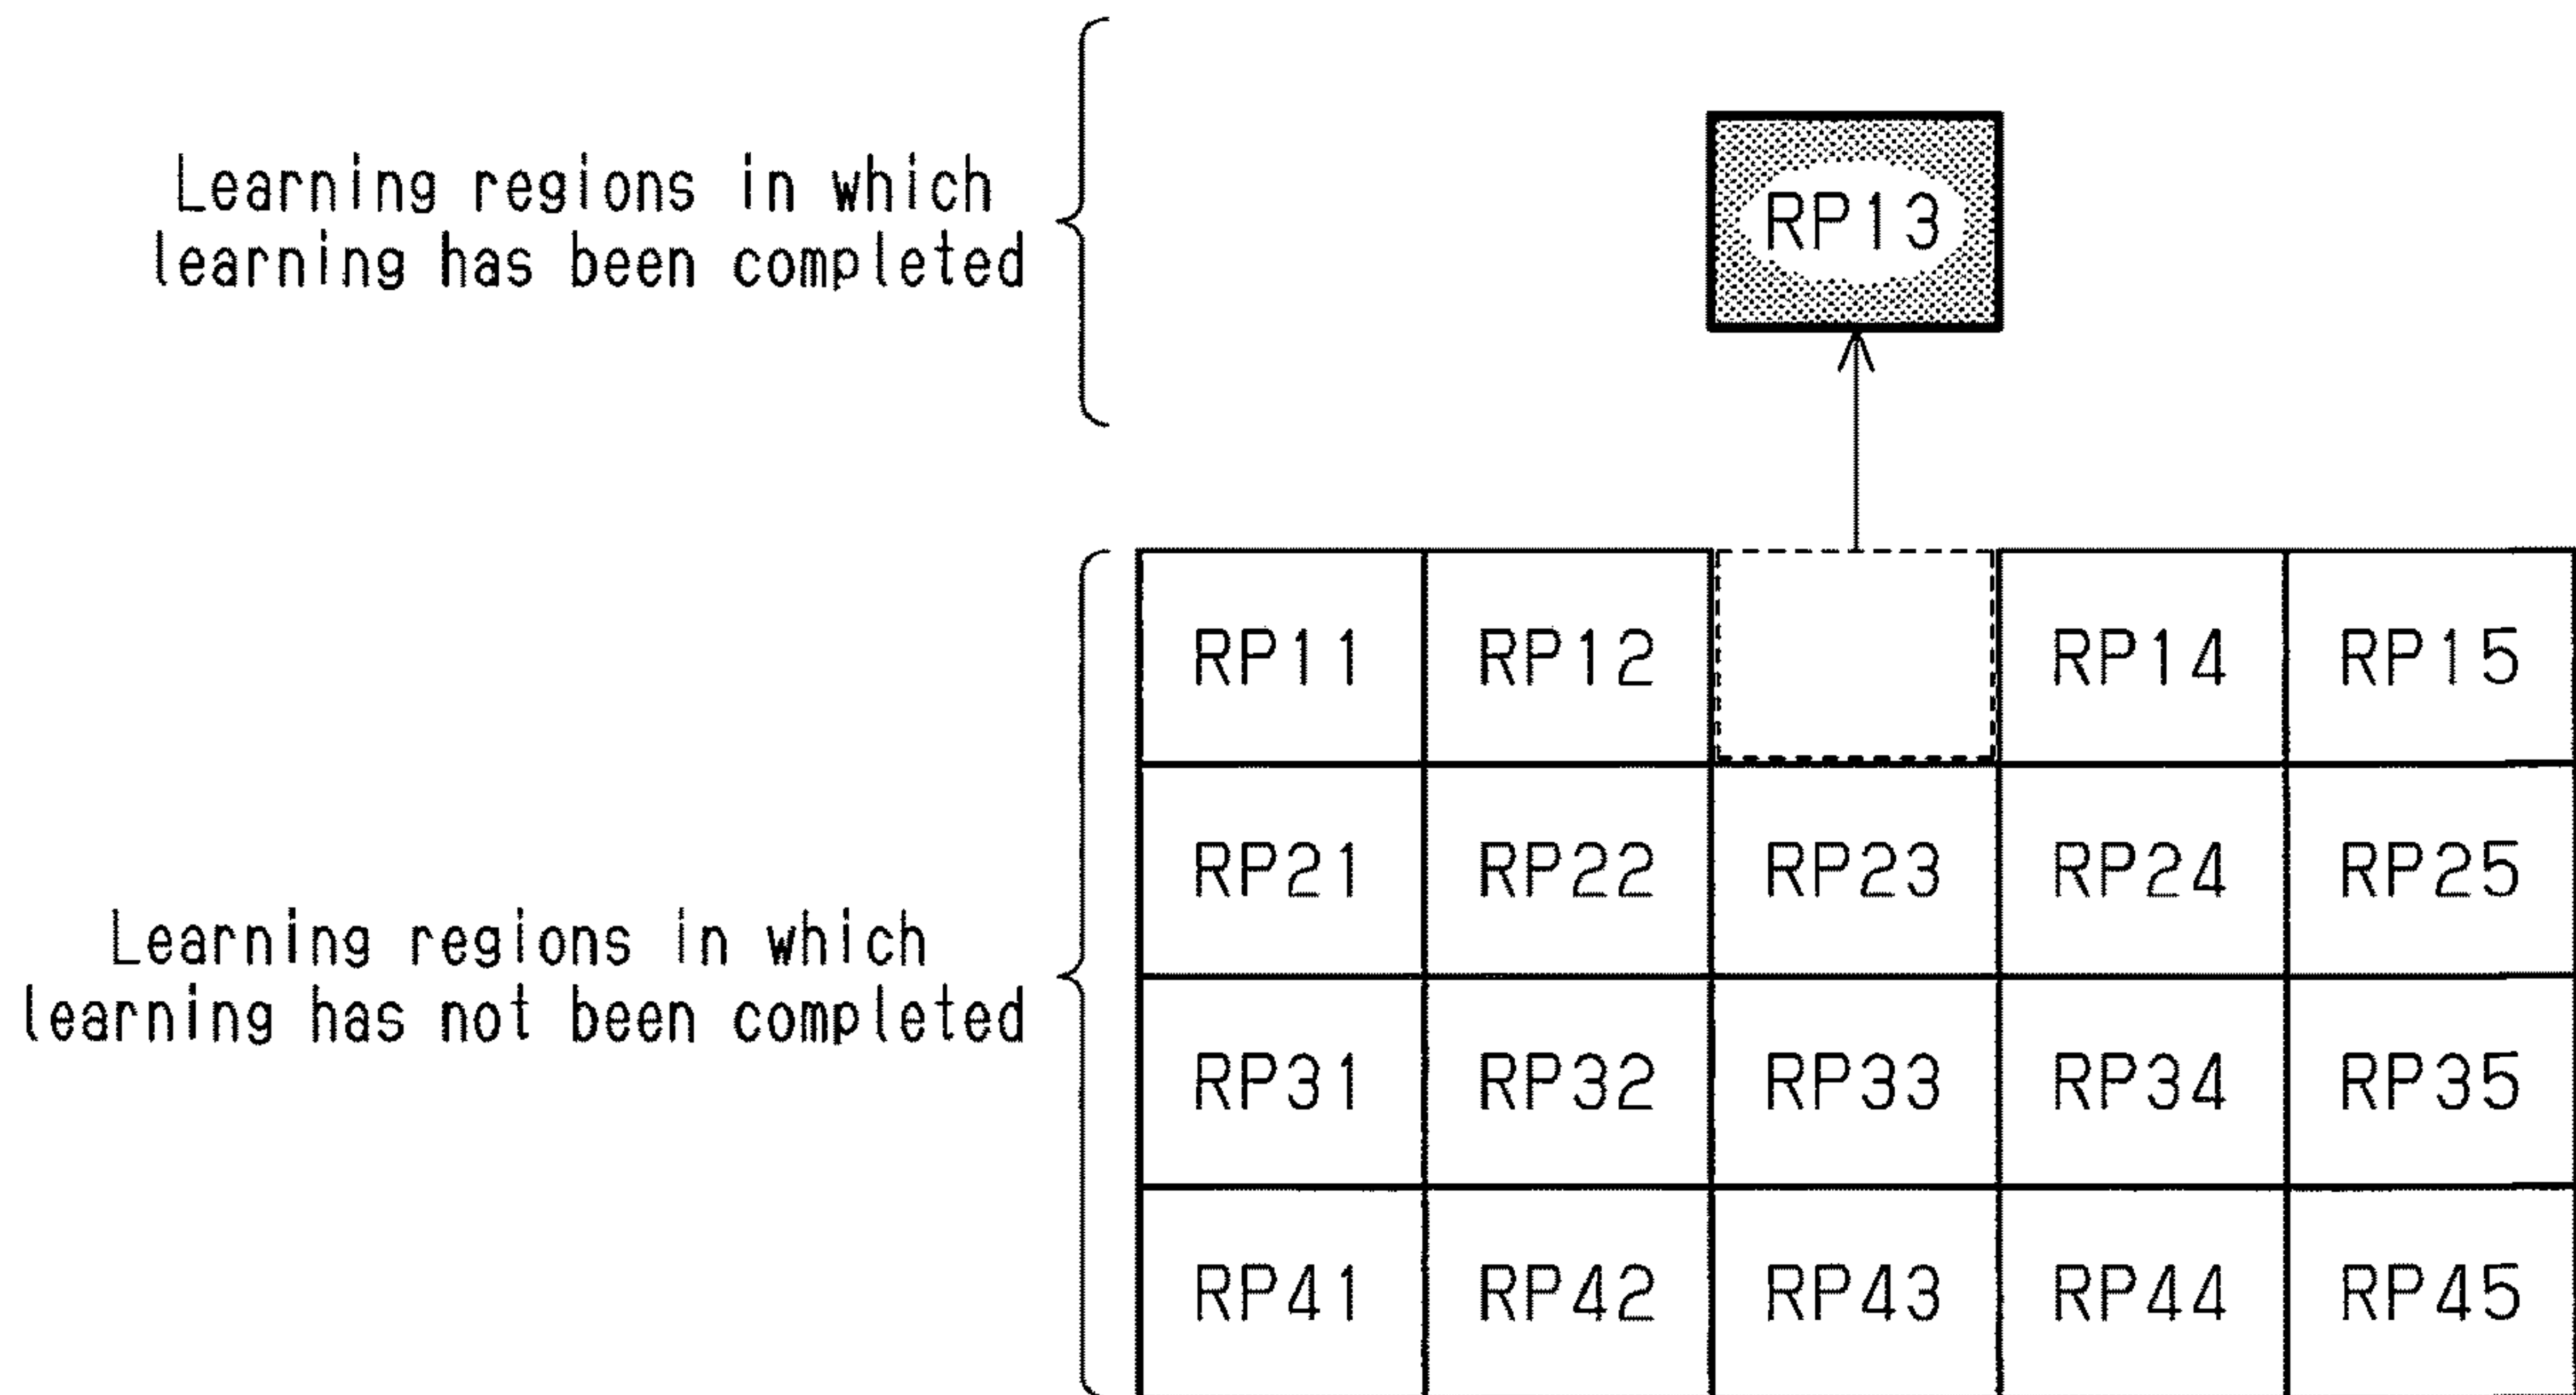 Learning regions in which
learning has been completed
RP13
RP11 RP12 RP14 RP15
RP21 RP22 RP23 RP24 RP25
Learning regions in which
learning has not been completed
RP31 RP32 RP33 RP34 RP35
RP41 RP42 RP43 RP44 RP45